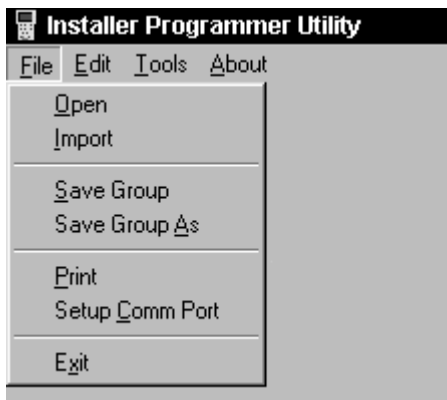 Installer Programmer Utility
File Edit Tools About
Open
Import
Save Group
Save Group As
Print
Setup Comm Port
Exit